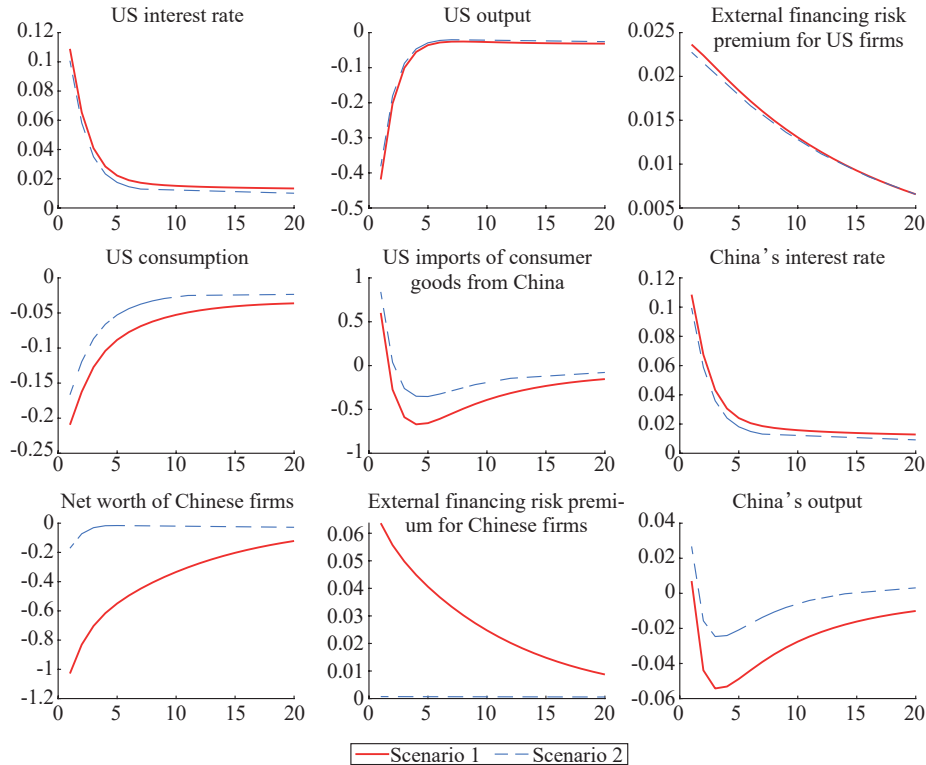 US interest rate
0.12
0.1
0.08
0.06
0.04
0.02
0
0 5 10 15 20
US output
0
-0.1
-0.2
-0.3
-0.4
-0.5
0 5 10 15 20
External financing risk
premium for US firms
0.025
0.02
0.015
0.01
0.005
0 5 10 15 20
US consumption
0
-0.05
-0.1
-0.15
-0.2
-0.25
0 5 10 15 20
US imports of consumer
goods from China
1
0.5
0
-0.5
-1
0 5 10 15 20
China’s interest rate
0.12
0.1
0.08
0.06
0.04
0.02
0
0 5 10 15 20
Net worth of Chinese firms
0
-0.2
-0.4
-0.6
-0.8
-1
-1.2
0 5 10 15 20
External financing risk premi-
um for Chinese firms
0.06
0.05
0.04
0.03
0.02
0.01
0
0 5 10 15 20
China’s output
0.04
0.02
0
-0.02
-0.04
-0.06
0 5 10 15 20
Scenario 1 Scenario 2